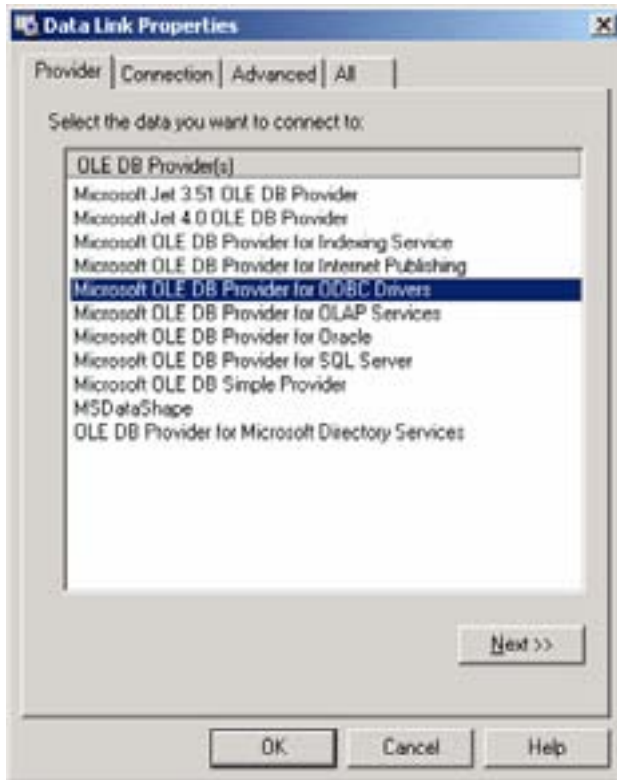 Data Link Properties
Provider Connection Advanced All
Select the data you want to connect to:
OLE DB Provider(s)
Microsoft Jet 3.51 OLE DB Provider
Microsoft Jet 4.0 OLE DB Provider
Microsoft OLE DB Provider for Indexing Service
Microsoft OLE DB Provider for Internet Publishing
Microsoft OLE DB Provider for ODBC Drivers
Microsoft OLE DB Provider for OLAP Services
Microsoft OLE DB Provider for Oracle
Microsoft OLE DB Provider for SQL Server
Microsoft OLE DB Simple Provider
MSDataShape
OLE DB Provider for Microsoft Directory Services
Next >>
OK Cancel Help